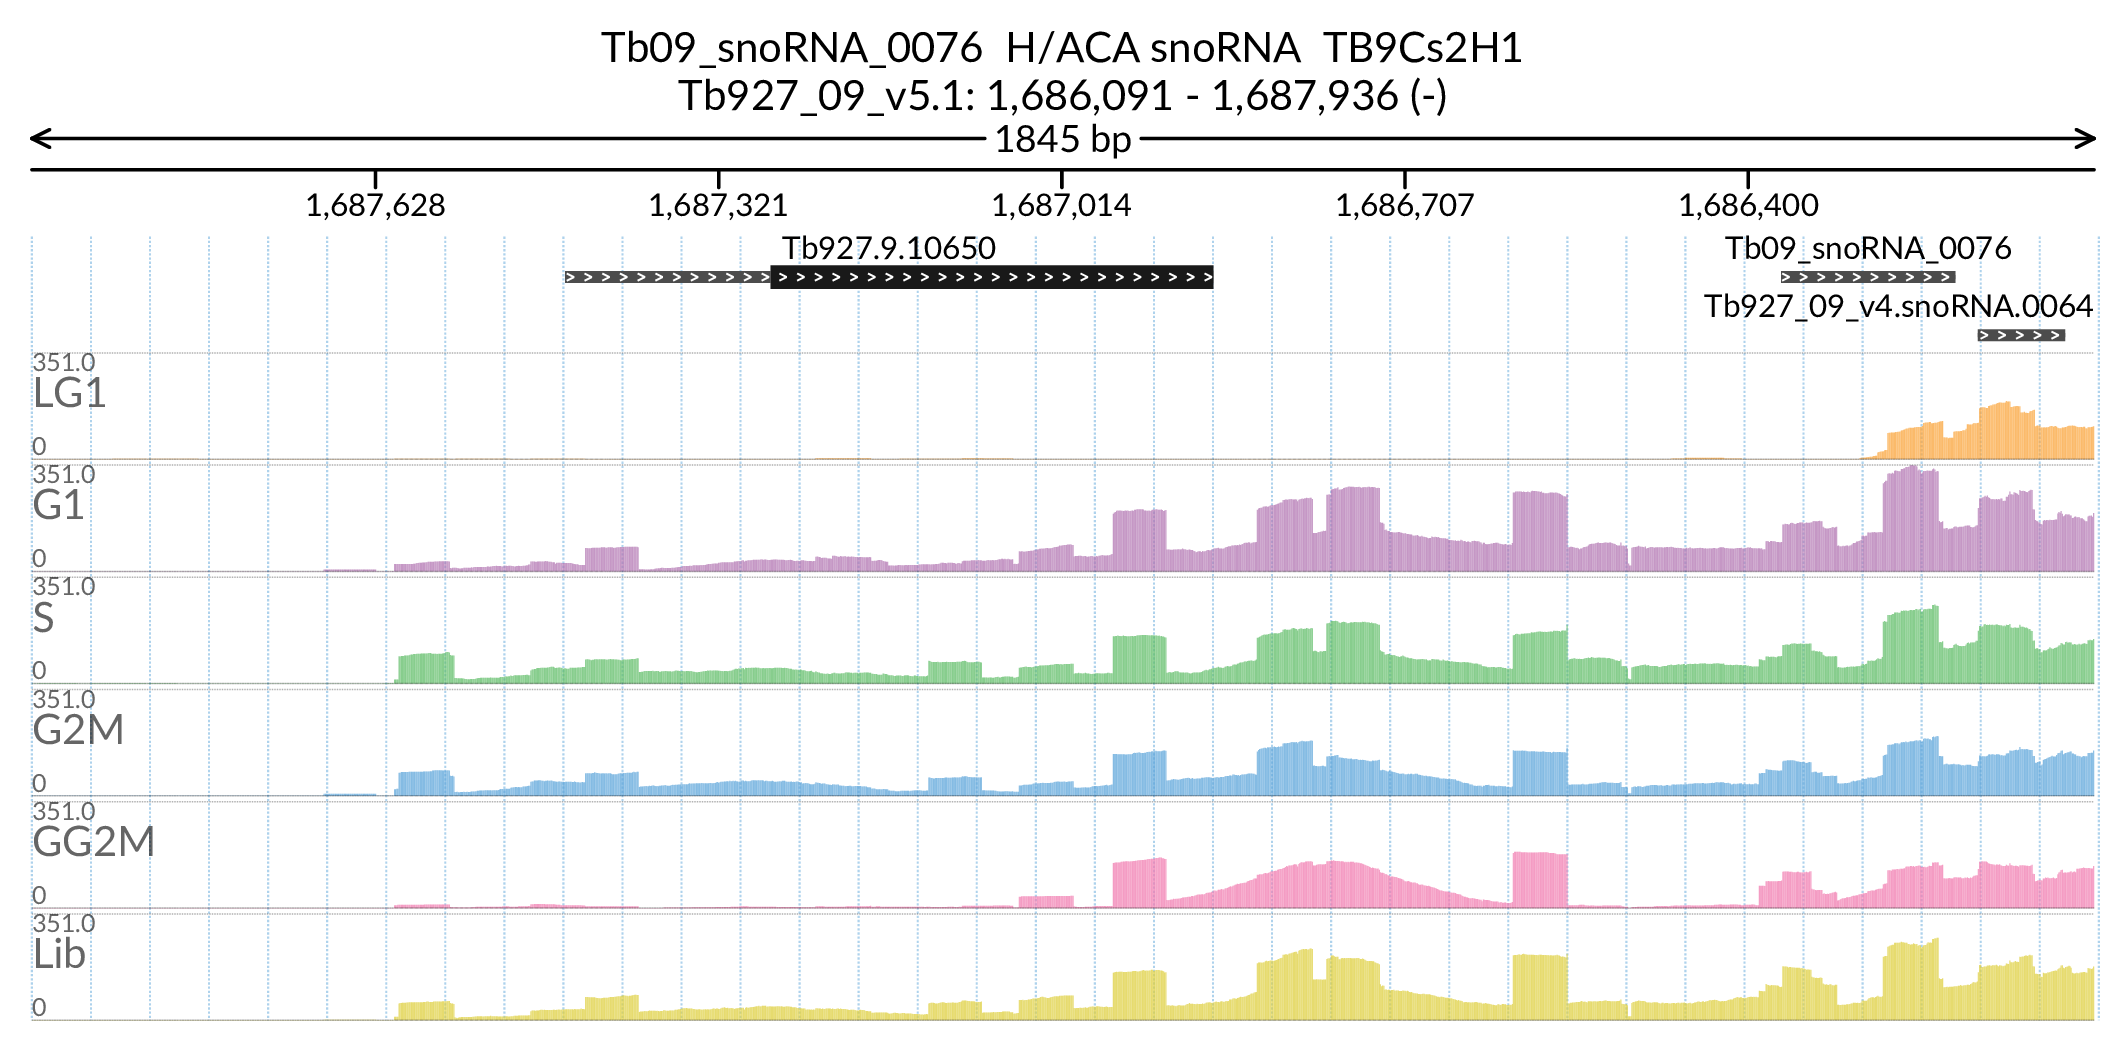 Tb09_snoRNA_0076 H/ACA snoRNA TB9Cs2H1
Tb927_09_v5.1: 1,686,091 - 1,687,936 (-)
1845 bp
1,687,628 1,687,321 1,687,014 1,686,707 1,686,400
Tb927.9.10650 Tb09_snoRNA_0076
Tb927_09_v4.snoRNA.0064
351.0
LG1
0
351.0
G1
0
351.0
S
0
351.0
G2M
0
351.0
GG2M
0
351.0
Lib
0